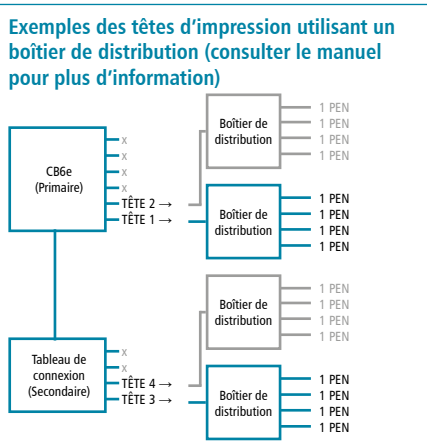 Exemples des têtes d'impression utilisant un
boîtier de distribution (consulter le manuel
pour plus d'information)
CB6e
(Primaire)
x
x
x
x
TÊTE 2 →
TÊTE 1 →
Boîtier de
distribution
1 PEN
1 PEN
1 PEN
1 PEN
Boîtier de
distribution
1 PEN
1 PEN
1 PEN
1 PEN
Tableau de
connexion
(Secondaire)
x
x
TÊTE 4 →
TÊTE 3 →
Boîtier de
distribution
1 PEN
1 PEN
1 PEN
1 PEN
Boîtier de
distribution
1 PEN
1 PEN
1 PEN
1 PEN